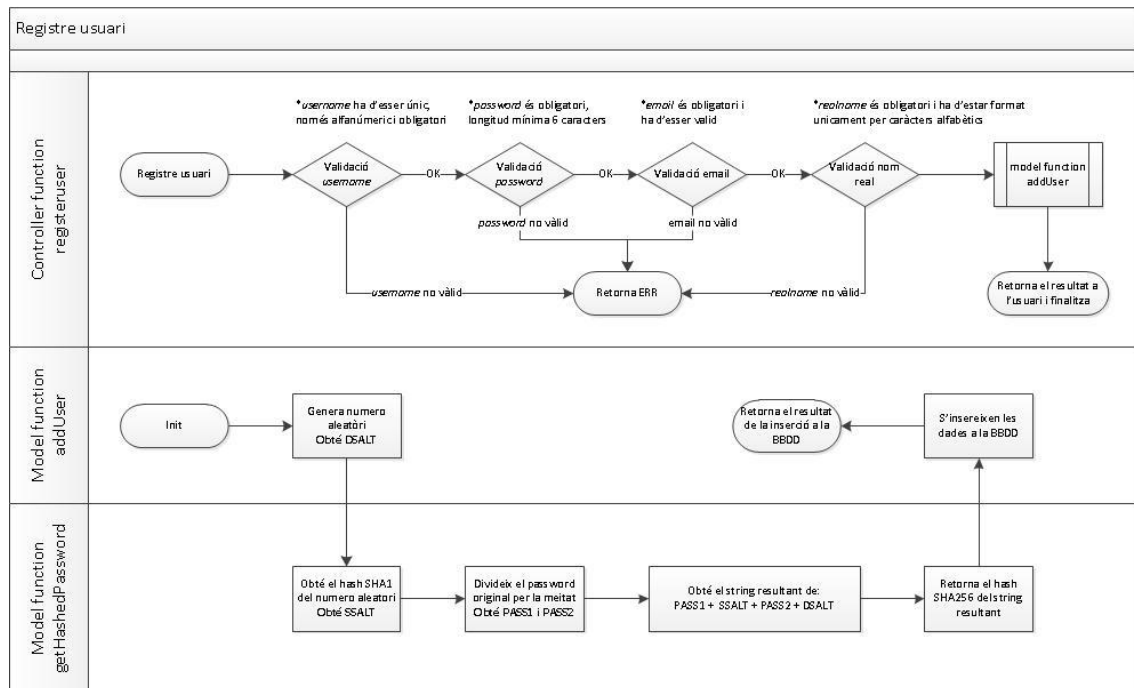 Registre usuari
Controller function
registeruser
*username ha d'esser únic,
només alfanúmeric i obligatori
*password és obligatori,
longitud mínima 6 caracters
*email és obligatori i
ha d'esser valid
*realname és obligatori i ha d'estar format
unicament per caràcters alfabètics
Registre usuari
Validació
username
OK
Validació
password
OK
Validació email
OK
Validació nom
real
model function
addUser
password no vàlid
email no vàlid
username no vàlid
Retorna ERR
realname no vàlid
Retorna el resultat a
l'usuari i finalitza
Model function
addUser
Init
Genera numero
aleatòri
Obté DSALT
Retorna el resultat
de la inserció a la
BBDD
S'insereixen les
dades a la BBDD
Model function
getHashedPassword
Obté el hash SHA1
del numero aleatori
Obté SSALT
Divideix el password
original per la meitat
Obté PASS1 i PASS2
Obté el string resultant de:
PASS1 + SSALT + PASS2 + DSALT
Retorna el hash
SHA256 del string
resultant